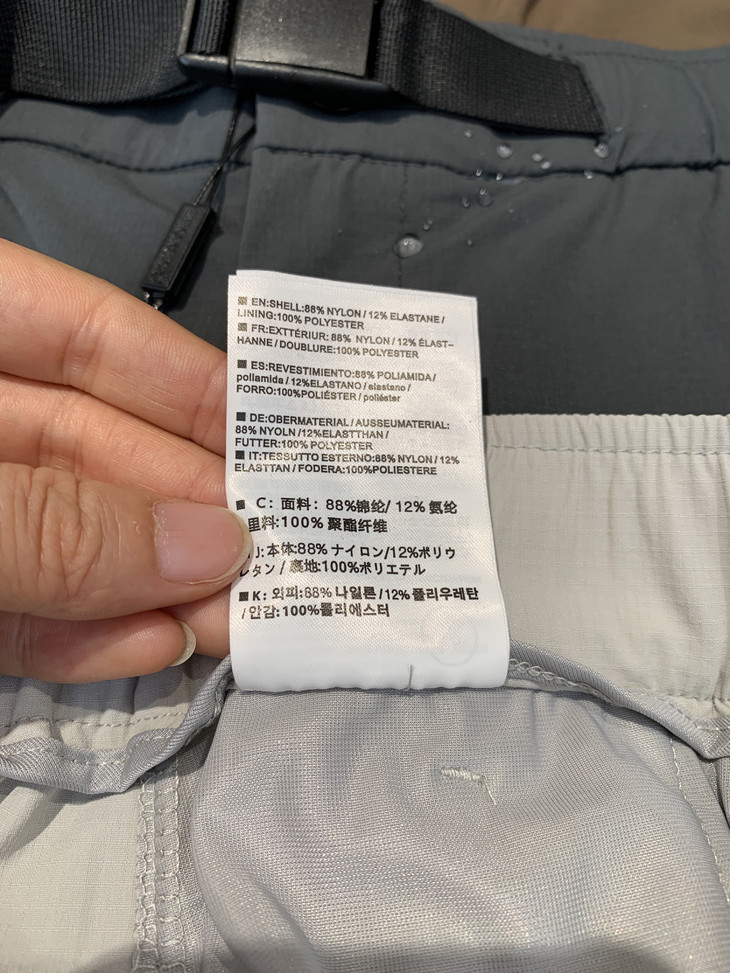 EN:SHELL:88% NYLON/12% ELASTANE/
LINING:100% POLYESTER
FR:EXTTÉRIUR: 88% NYLON/12% ÉLAST-
HANNE/DOUBLURE:100% POLYESTER
ES:REVESTIMIENTO:88% POLIAMIDA/
poliamida/12%ELASTANO/elastano/
FORRO:100%POLIÉSTER/poliéster
DE:OBERMATERIAL/AUSSEUMATERIAL:
88% NYOLN/12%ELASTTHAN/
FUTTER:100% POLYESTER
IT:TESSUTTO ESTERNO:88% NYLON/12%
ELASTTAN/FODERA:100%POLIESTERE
C: 面料: 88%锦纶/ 12% 氨纶
里料:100% 聚酯纤维
J:本体:88% ナイロン/12%ポリウ
レタン/裏地:100%ポリエテル
K: 외피:88% 나일론/12%폴리우레탄
/안감:100%폴리에스터